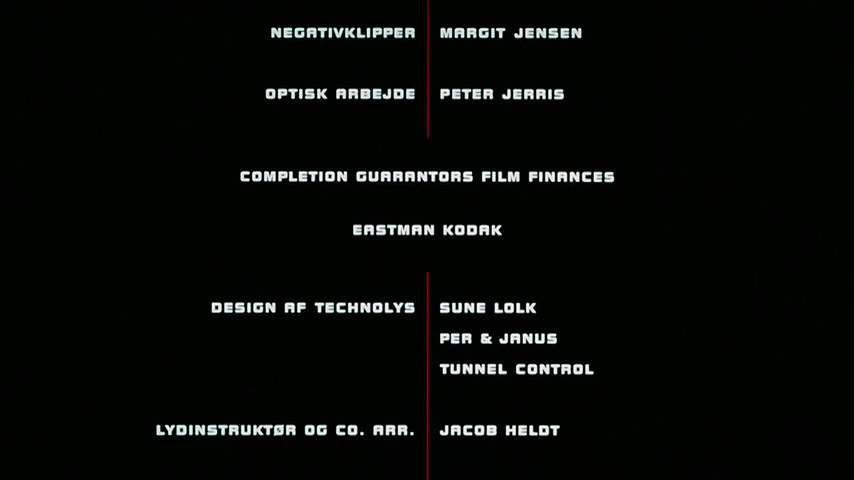 NEGATIVKLIPPER MARGIT JENSEN
OPTISK ARBEJDE PETER JERRIS
COMPLETION GUARANTORS FILM FINANCES
EASTMAN KODAK
DESIGN AF TECHNOLYS SUNE LOLK
PER & JANUS
TUNNEL CONTROL
LYDINSTRUKTØR OG CO. ARR. JACOB HELDT